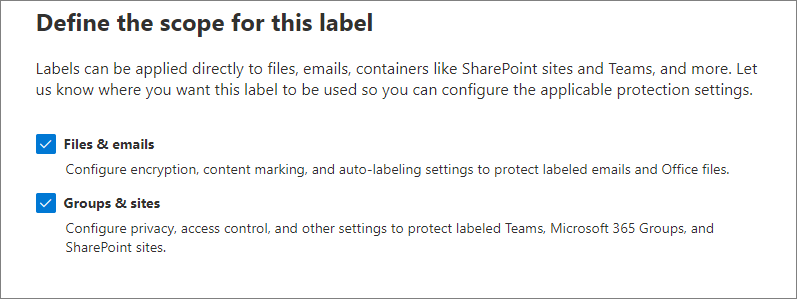 Define the scope for this label
Labels can be applied directly to files, emails, containers like SharePoint sites and Teams, and more. Let
us know where you want this label to be used so you can configure the applicable protection settings.
Files & emails
Configure encryption, content marking, and auto-labeling settings to protect labeled emails and Office files.
Groups & sites
Configure privacy, access control, and other settings to protect labeled Teams, Microsoft 365 Groups, and
SharePoint sites.